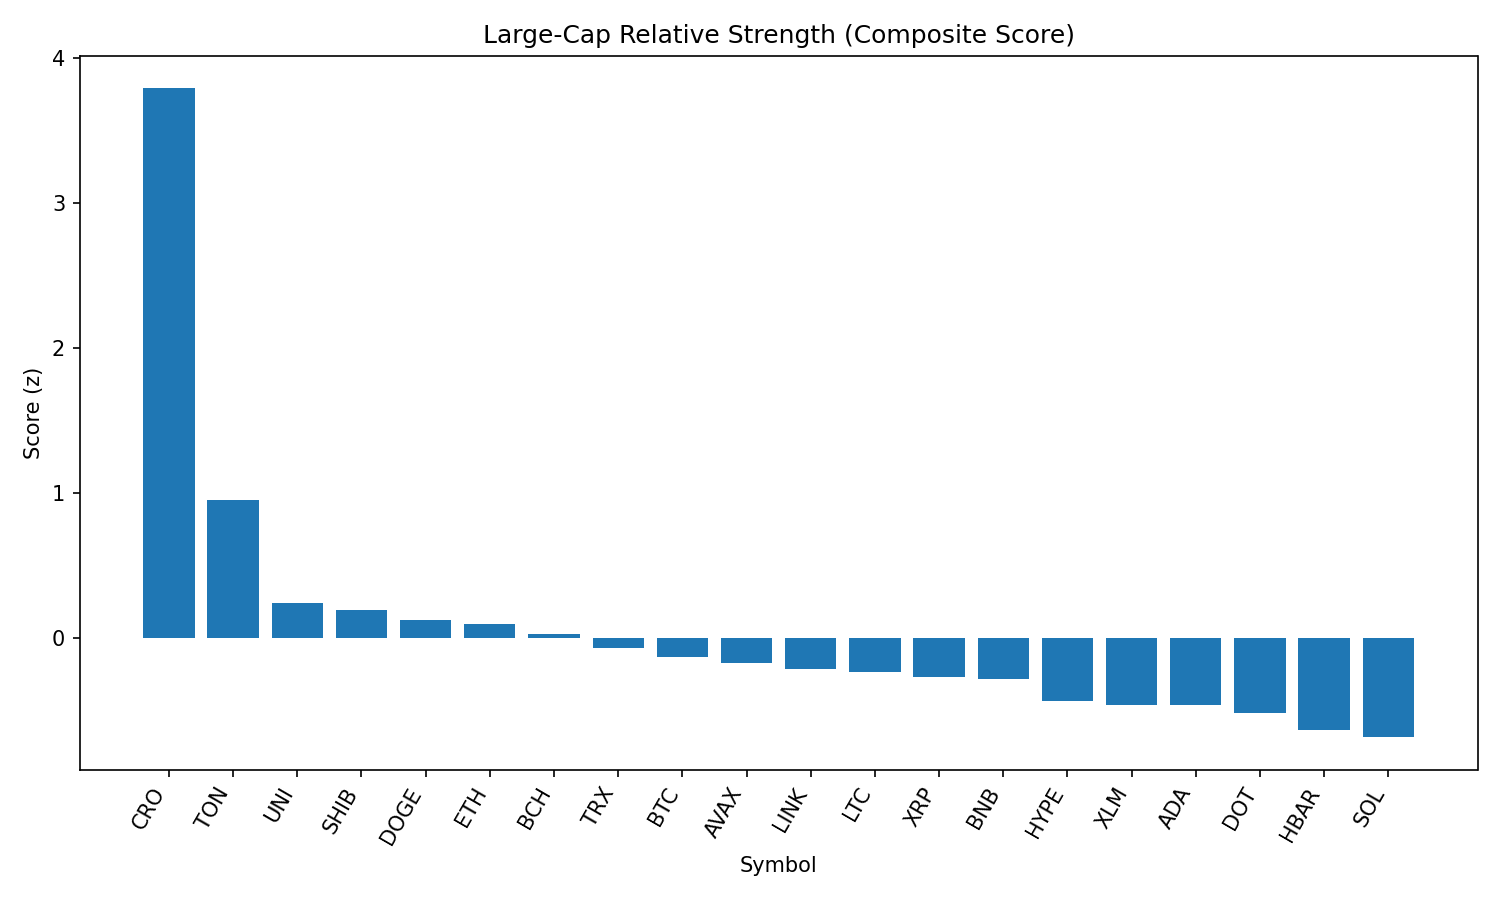 Large-Cap Relative Strength (Composite Score)
4
3
2
1
0
Score (z)
CRO
TON
UNI
SHIB
DOGE
ETH
BCH
TRX
BTC
AVAX
LINK
LTC
XRP
BNB
HYPE
XLM
ADA
DOT
HBAR
SOL
Symbol